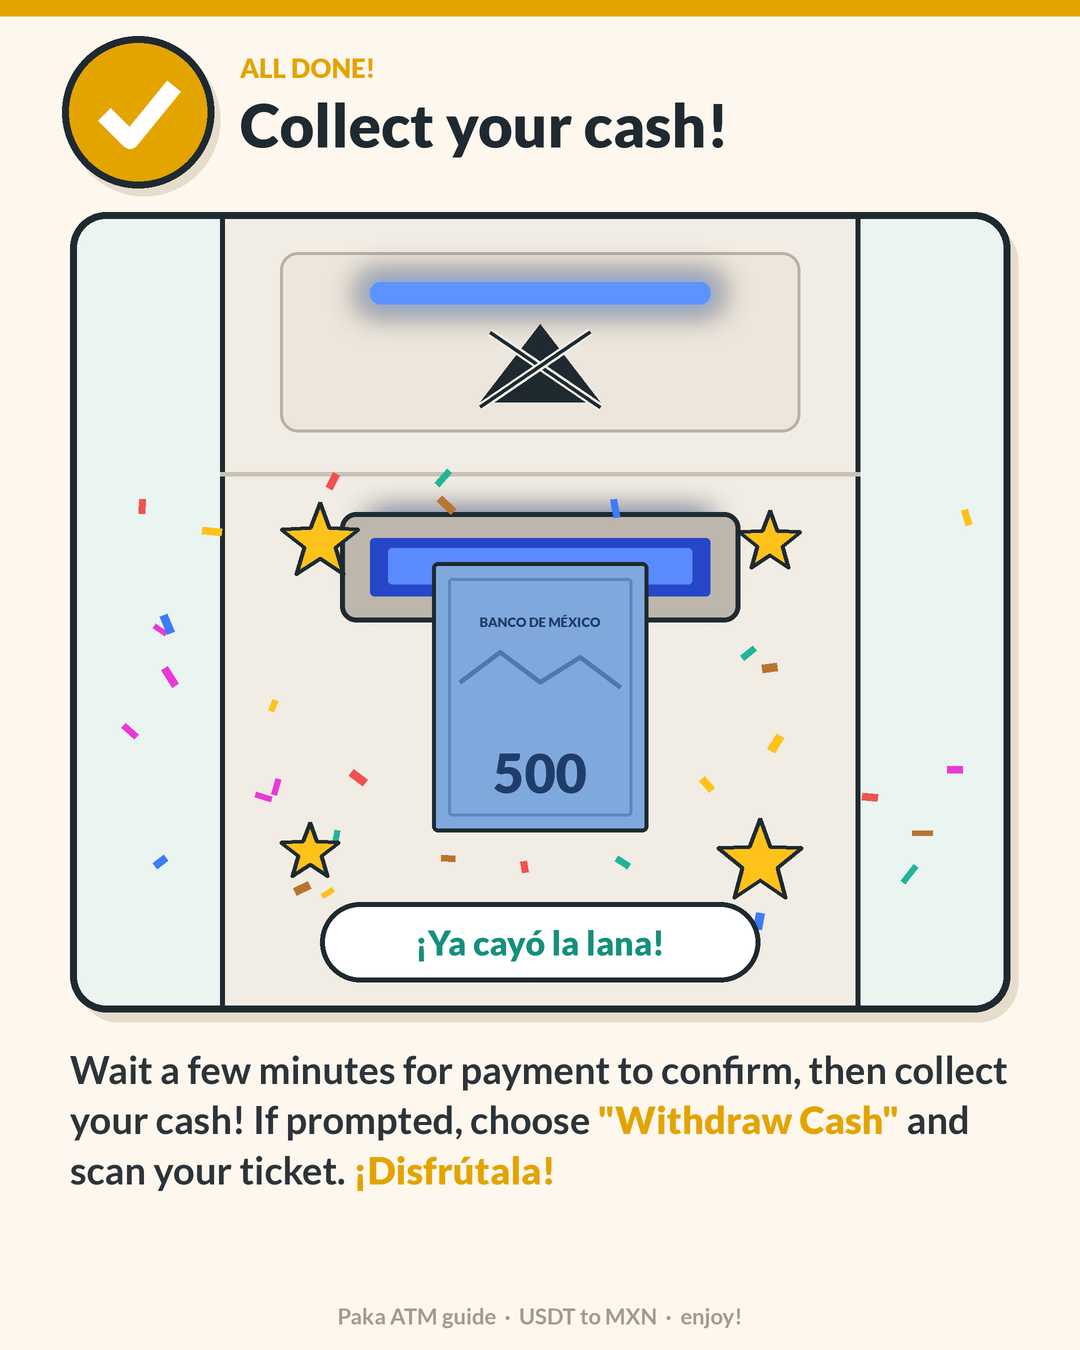 ALL DONE!
Collect your cash!
BANCO DE MÉXICO
500
¡Ya cayó la lana!
Wait a few minutes for payment to confirm, then collect
your cash! If prompted, choose "Withdraw Cash" and
scan your ticket. ¡Disfrútala!
Paka ATM guide · USDT to MXN · enjoy!